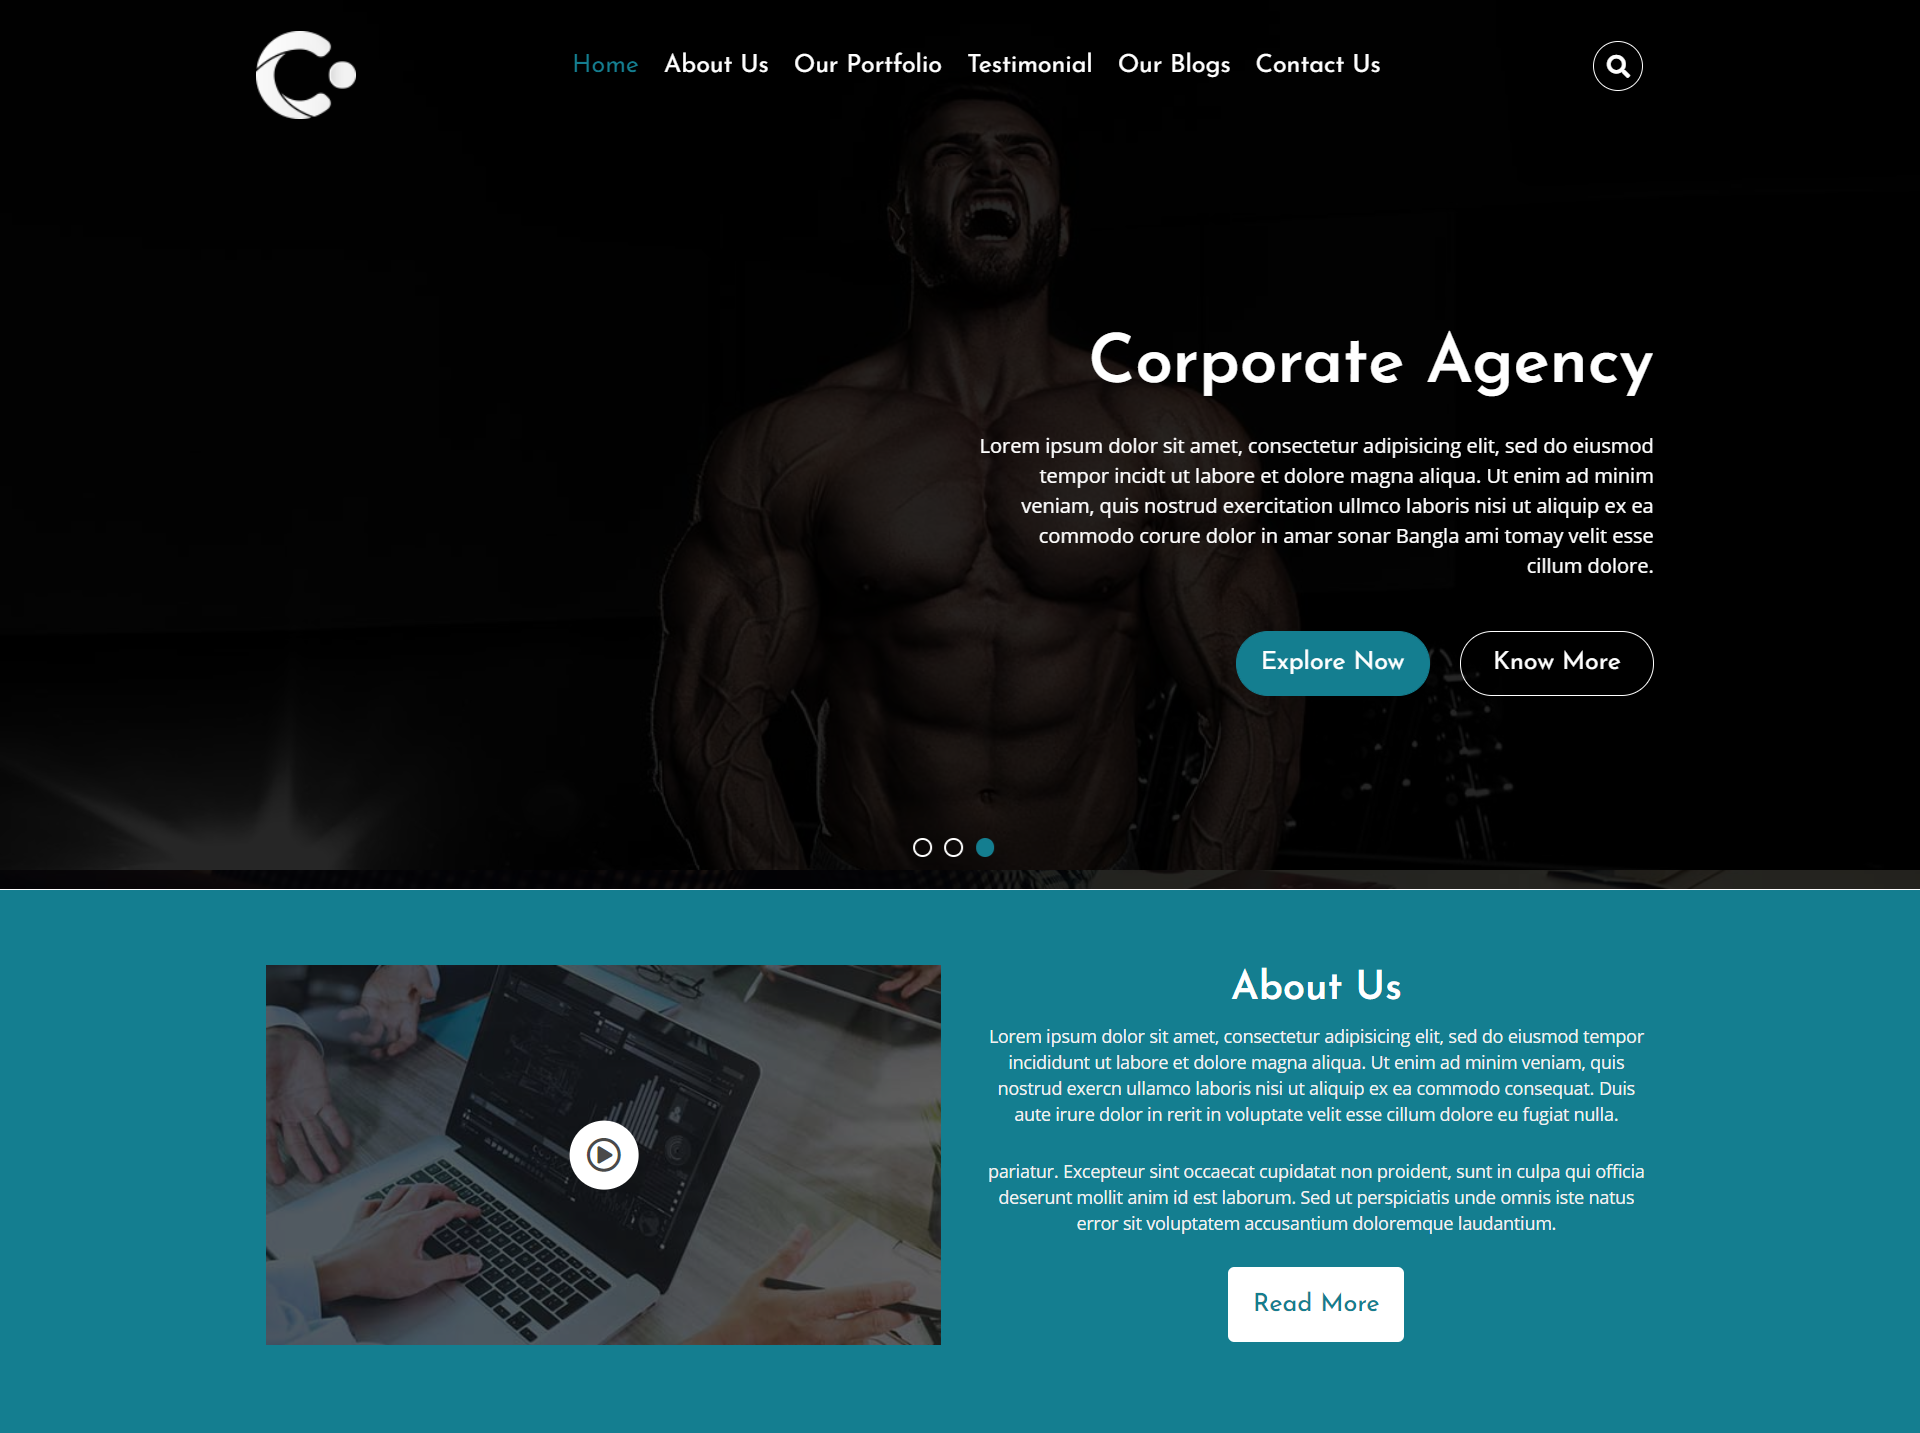 Home About Us Our Portfolio Testimonial Our Blogs Contact Us
Corporate Agency
Lorem ipsum dolor sit amet, consectetur adipisicing elit, sed do eiusmod
tempor incidt ut labore et dolore magna aliqua. Ut enim ad minim
veniam, quis nostrud exercitation ullmco laboris nisi ut aliquip ex ea
commodo corure dolor in amar sonar Bangla ami tomay velit esse
cillum dolore.
Explore Now Know More
About Us
Lorem ipsum dolor sit amet, consectetur adipisicing elit, sed do eiusmod tempor
incididunt ut labore et dolore magna aliqua. Ut enim ad minim veniam, quis
nostrud exercn ullamco laboris nisi ut aliquip ex ea commodo consequat. Duis
aute irure dolor in rerit in voluptate velit esse cillum dolore eu fugiat nulla.
pariatur. Excepteur sint occaecat cupidatat non proident, sunt in culpa qui officia
deserunt mollit anim id est laborum. Sed ut perspiciatis unde omnis iste natus
error sit voluptatem accusantium doloremque laudantium.
Read More